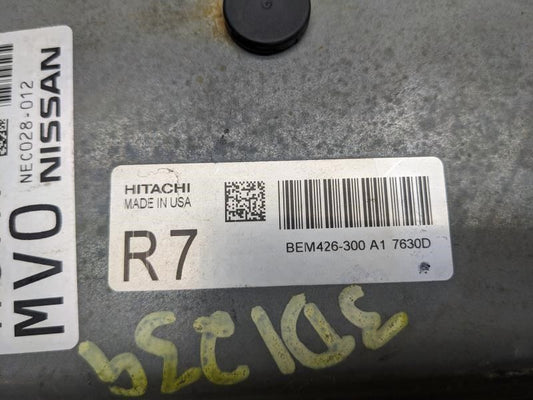 HITACHI
MADE IN USA
R7
BEM426-300 A1 7630D
NISSAN
NEC028-012
MVO